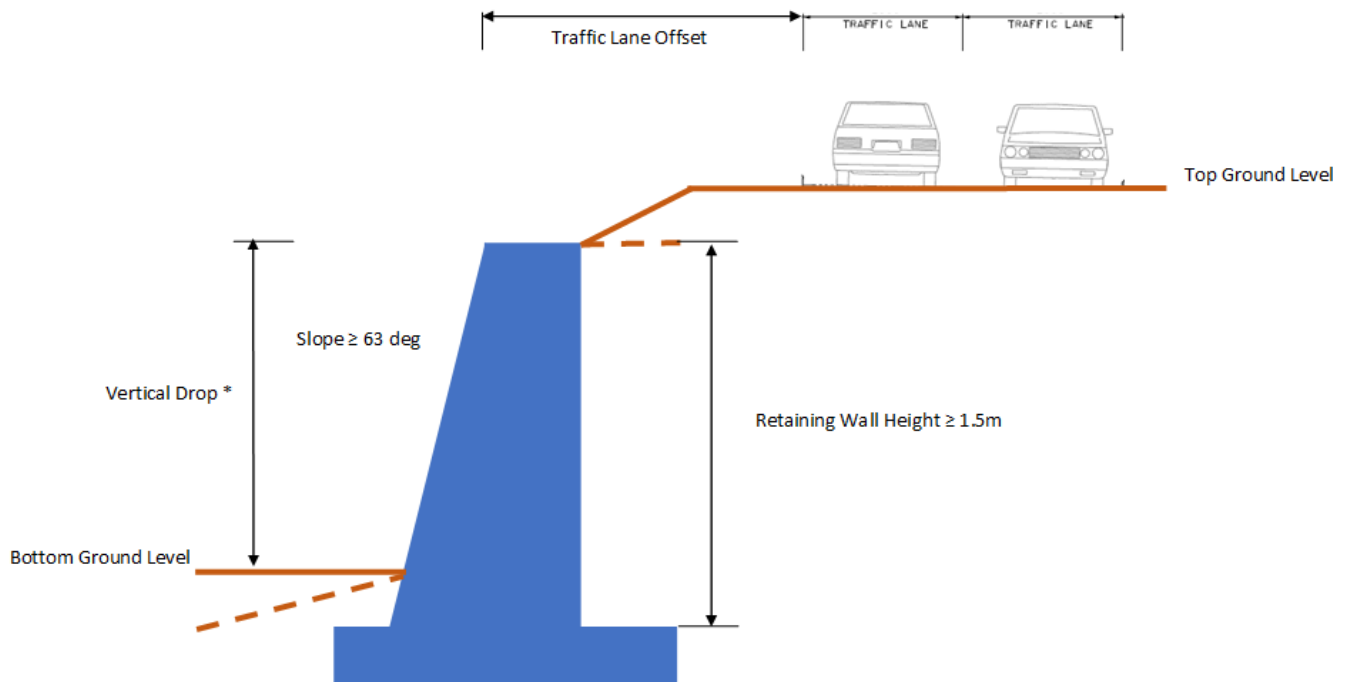 TRAFFIC LANE
TRAFFIC LANE
Traffic Lane Offset
Top Ground Level
Slope ≥ 63 deg
Vertical Drop *
Retaining Wall Height ≥ 1.5m
Bottom Ground Level